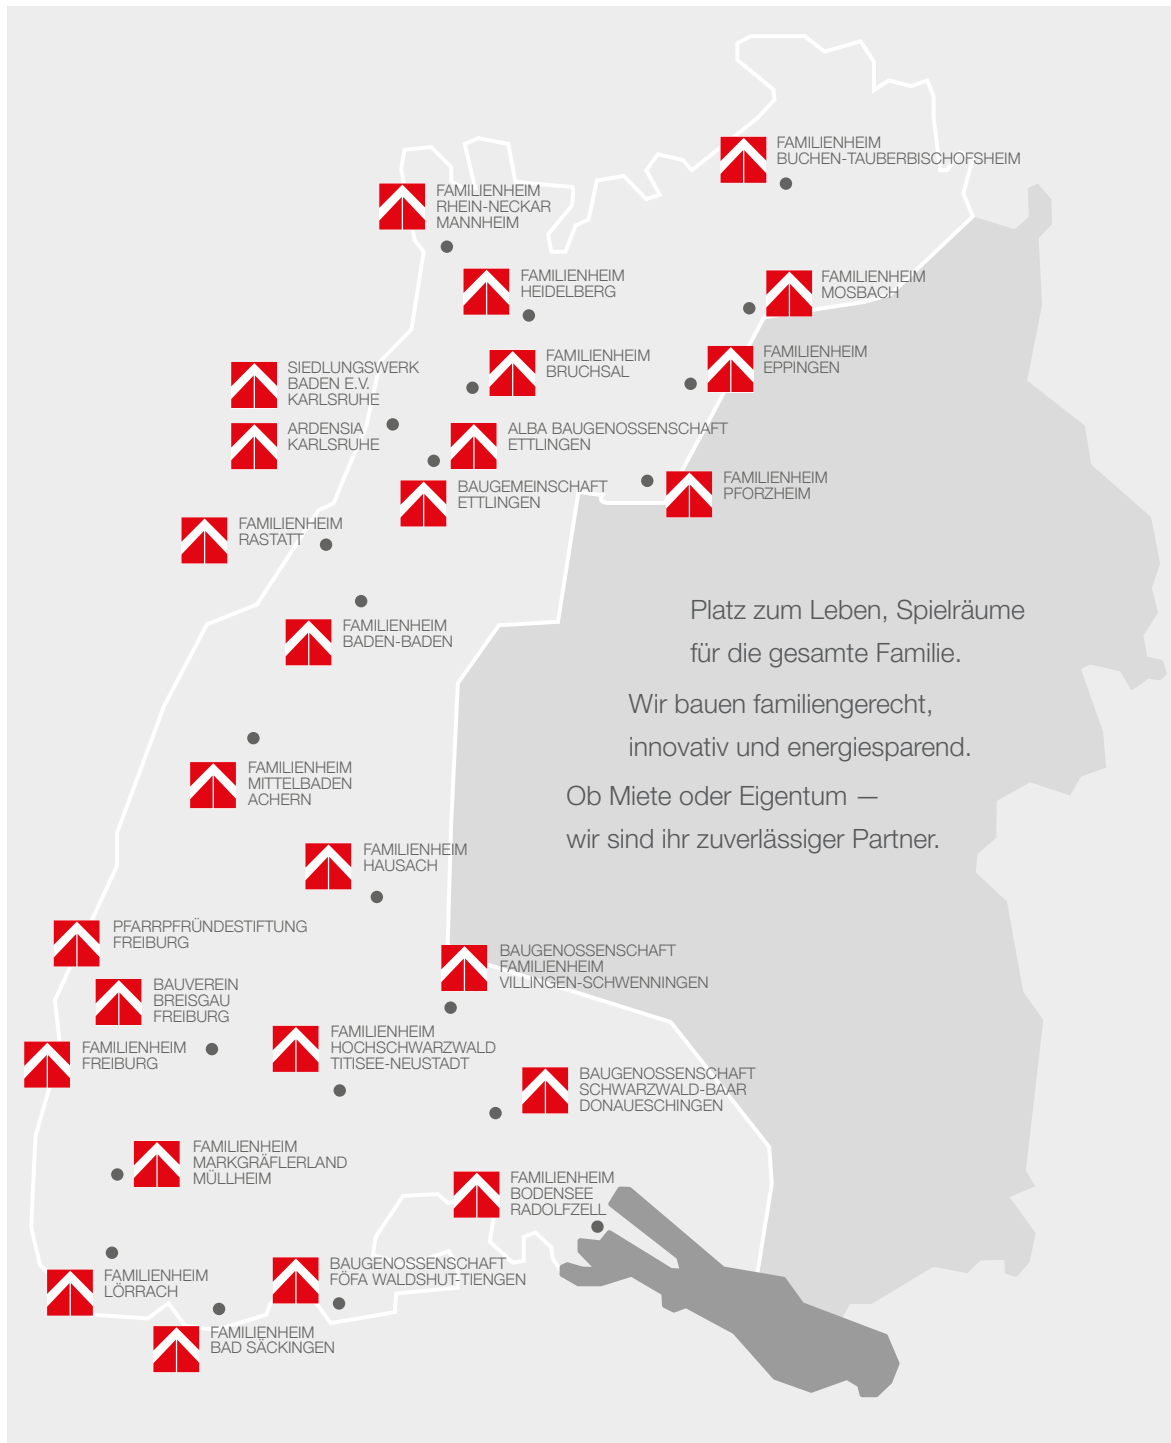 FAMILIENHEIM
BUCHEN-TAUBERBISCHOFSHEIM
FAMILIENHEIM
RHEIN-NECKAR
MANNHEIM
FAMILIENHEIM
HEIDELBERG
FAMILIENHEIM
MOSBACH
FAMILIENHEIM
BRUCHSAL
FAMILIENHEIM
EPPINGEN
SIEDLUNGSWERK
BADEN E.V.
KARLSRUHE
ARDENSIA
KARLSRUHE
ALBA BAUGENOSSENSCHAFT
ETTLINGEN
BAUGEMEINSCHAFT
ETTLINGEN
FAMILIENHEIM
PFORZHEIM
FAMILIENHEIM
RASTATT
FAMILIENHEIM
BADEN-BADEN
Platz zum Leben, Spielräume
für die gesamte Familie.
Wir bauen familiengerecht,
innovativ und energiesparend.
Ob Miete oder Eigentum —
wir sind ihr zuverlässiger Partner.
FAMILIENHEIM
MITTELBADEN
ACHERN
FAMILIENHEIM
HAUSACH
PFARRPFRÜNDESTIFTUNG
FREIBURG
BAUGENOSSENSCHAFT
FAMILIENHEIM
VILLINGEN-SCHWENNINGEN
BAUVEREIN
BREISGAU
FREIBURG
FAMILIENHEIM
FREIBURG
FAMILIENHEIM
HOCHSCHWARZWALD
TITISEE-NEUSTADT
BAUGENOSSENSCHAFT
SCHWARZWALD-BAAR
DONAUESCHINGEN
FAMILIENHEIM
MARKGRÄFLERLAND
MÜLLHEIM
FAMILIENHEIM
BODENSEE
RADOLFZELL
FAMILIENHEIM
LÖRRACH
BAUGENOSSENSCHAFT
FÖFA WALDSHUT-TIENGEN
FAMILIENHEIM
BAD SÄCKINGEN